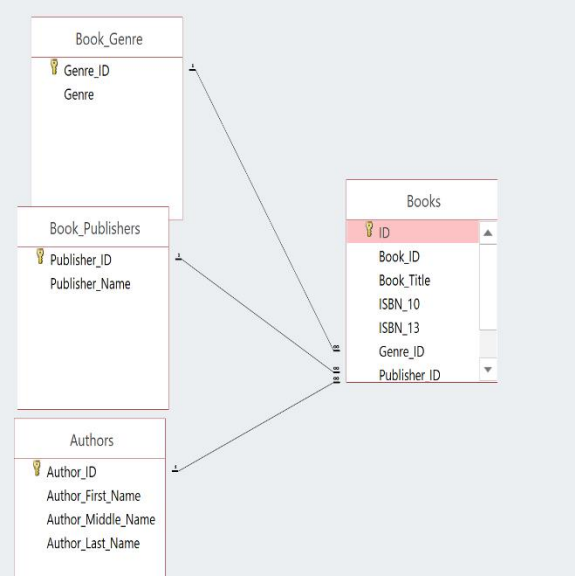 Book_Genre
Genre_ID
Genre
Book_Publishers
Publisher_ID
Publisher_Name
Authors
Author_ID
Author_First_Name
Author_Middle_Name
Author_Last_Name
Books
ID
Book_ID
Book_Title
ISBN_10
ISBN_13
Genre_ID
Publisher_ID
1
∞
1
∞
1
∞